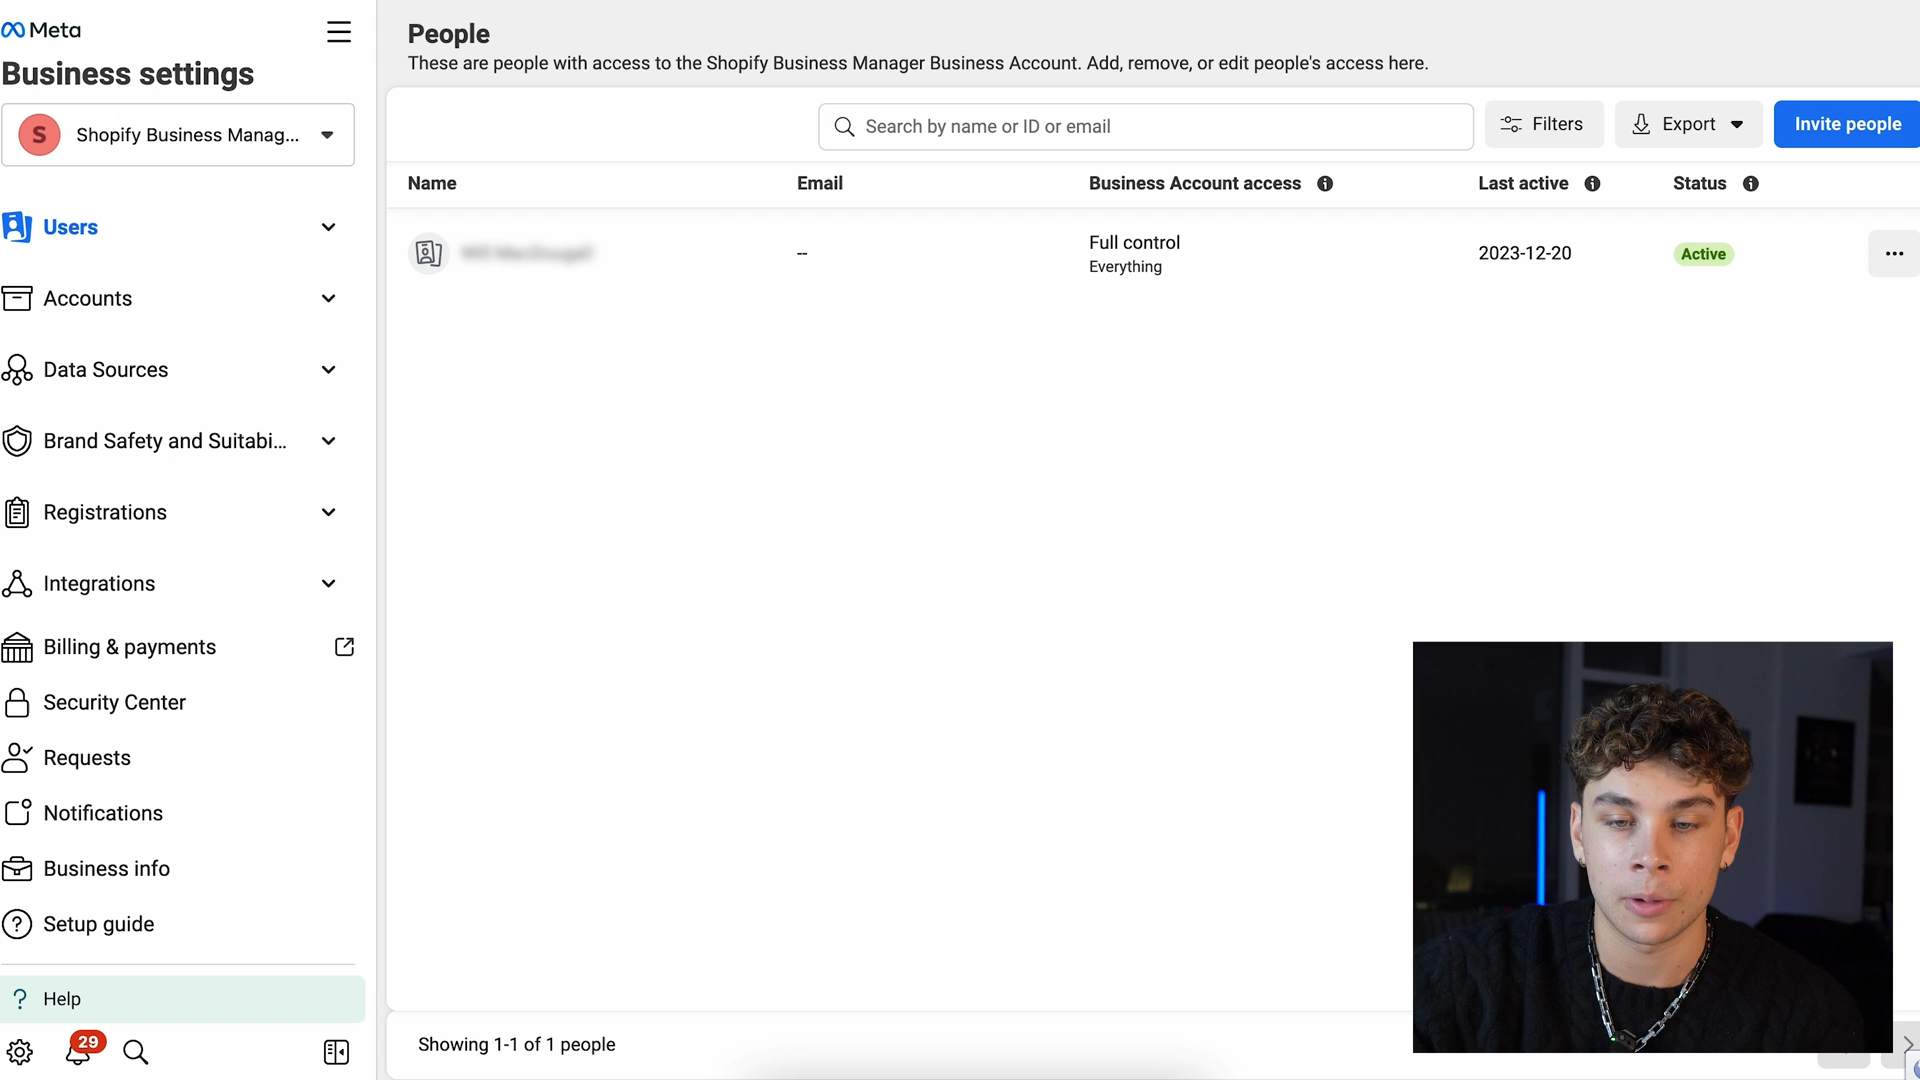 Meta
Business settings
S
Shopify Business Manag...
Users
Accounts
Data Sources
Brand Safety and Suitabi...
Registrations
Integrations
Billing & payments
Security Center
Requests
Notifications
Business info
Setup guide
? Help
29
People
These are people with access to the Shopify Business Manager Business Account. Add, remove, or edit people's access here.
Search by name or ID or email
Filters
Export
Invite people
Name Email Business Account access Last active Status
-- Full control 2023-12-20 Active ...
Everything
Showing 1-1 of 1 people